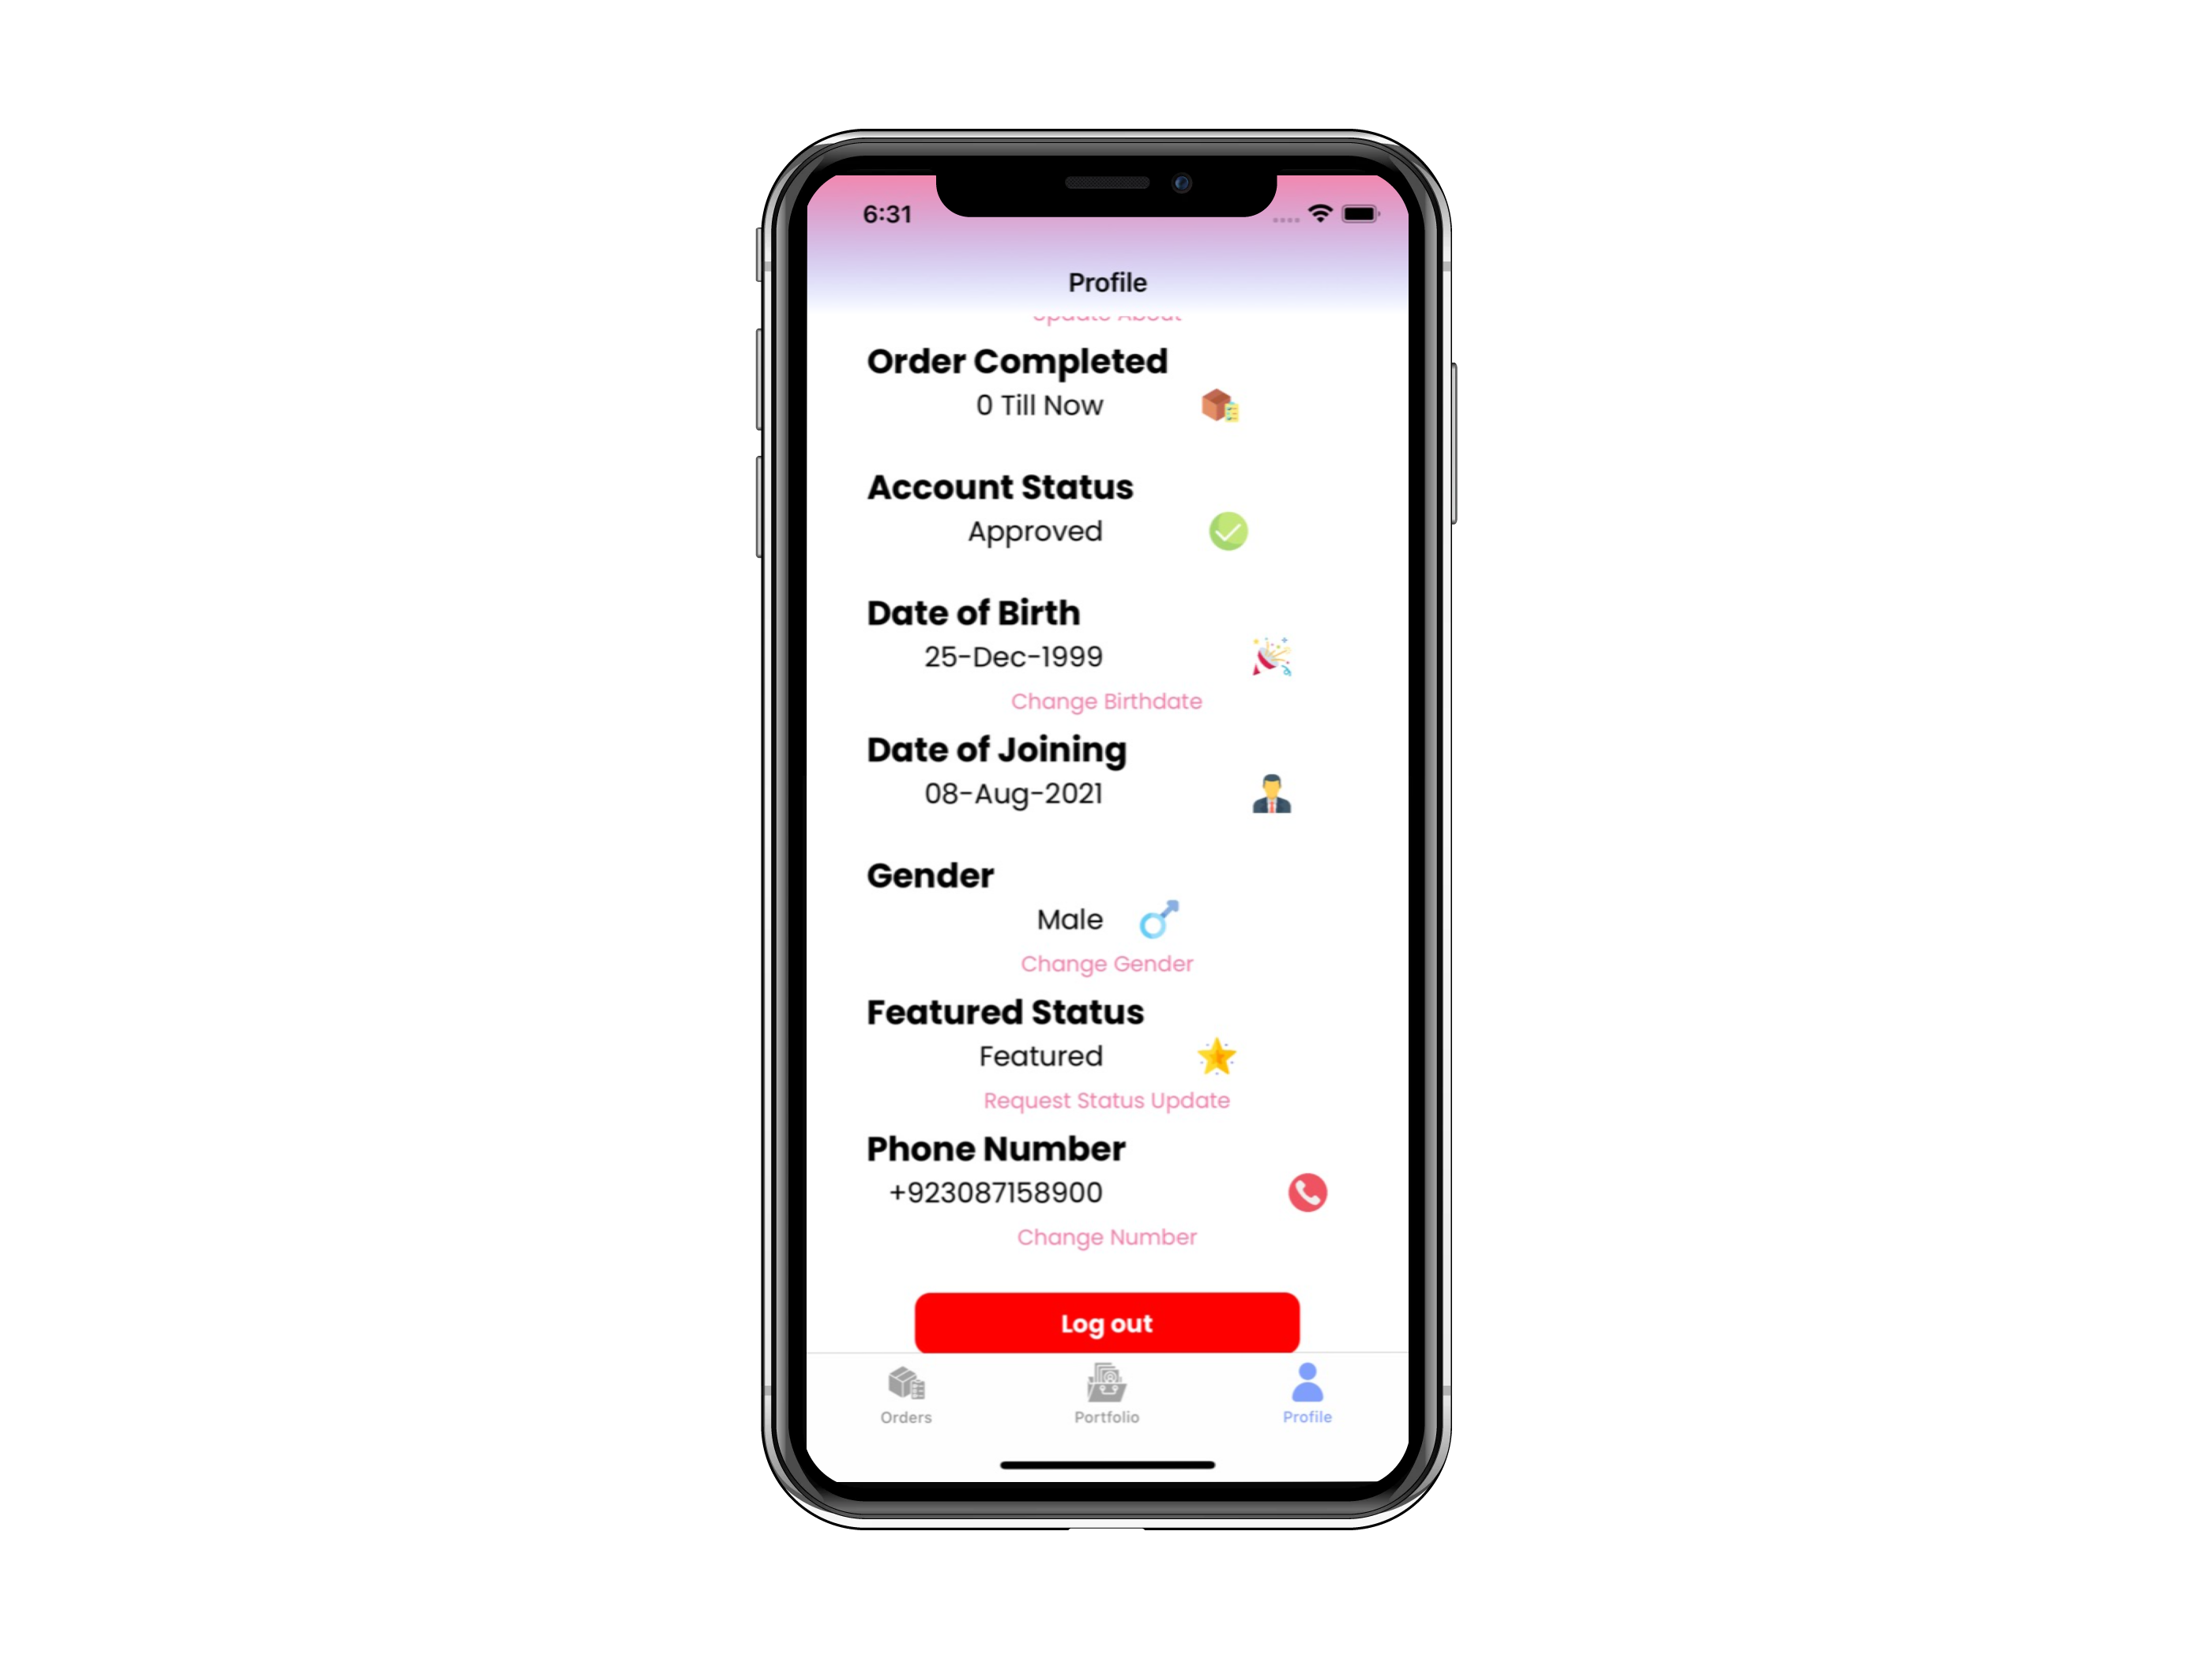 6:31
Profile
Update About
Order Completed
0 Till Now
Account Status
Approved
Date of Birth
25-Dec-1999
Change Birthdate
Date of Joining
08-Aug-2021
Gender
Male
Change Gender
Featured Status
Featured
Request Status Update
Phone Number
+923087158900
Change Number
Log out
Orders
Portfolio
Profile